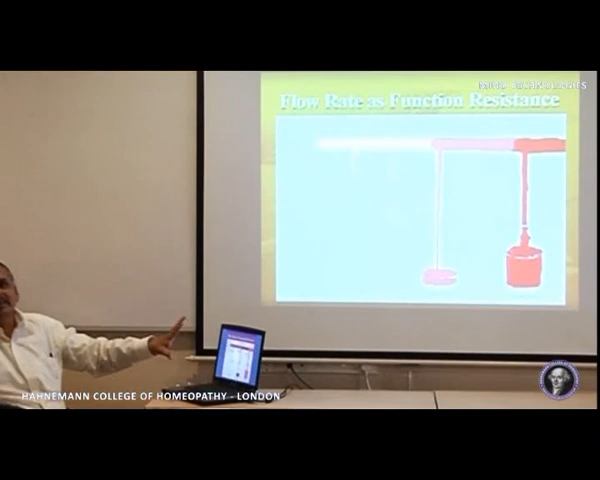 Flow Rate as Function Resistance
HAHNEMANN COLLEGE OF HOMEOPATHY - LONDON